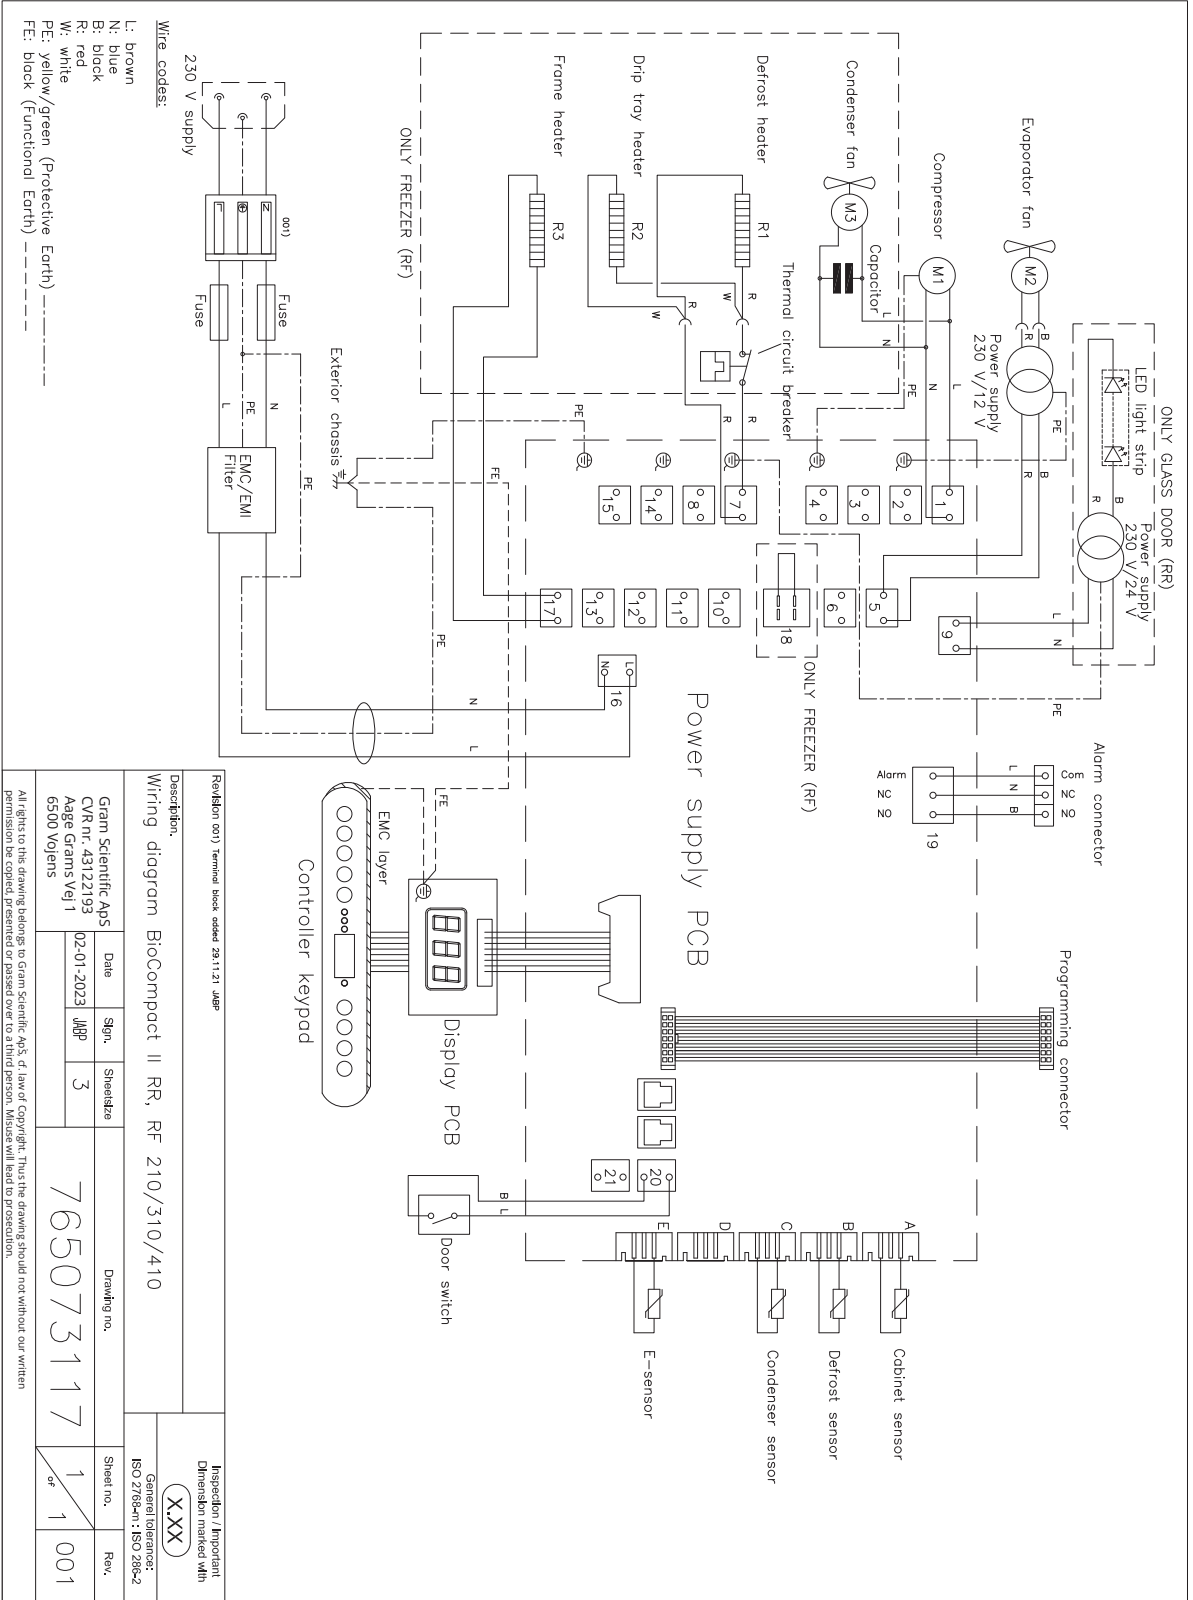 ONLY GLASS DOOR (RR)
LED light strip
Power supply
230 V/24 V
R
B
L
N
PE
Evaporator fan
M2
R
B
Power supply
230 V/12 V
PE
R
B
Compressor
M1
L
N
PE
Condenser fan
M3
Capacitor
L
N
Defrost heater
R1
Thermal circuit breaker
R
W
R
R
Drip tray heater
R2
R
W
Frame heater
R3
ONLY FREEZER (RF)
1
2
3
4
7
8
14
15
5
6
9
18
ONLY FREEZER (RF)
10
11
12
13
17
16
L
N
Power supply PCB
Alarm connector
Com
NC
NO
L
N
B
Alarm
NC
NO
19
Programming connector
20
21
B
L
Door switch
A
B
C
D
E
Cabinet sensor
Defrost sensor
Condenser sensor
E-sensor
Display PCB
EMC layer
Controller keypad
FE
Exterior chassis
FE
PE
PE
N
L
230 V supply
001)
N
L
Fuse
Fuse
N
PE
L
EMC/EMI
Filter
Wire codes:
L: brown
N: blue
B: black
R: red
W: white
PE: yellow/green (Protective Earth)
FE: black (Functional Earth)
Revision 001) Terminal block added 29.11.21 JABP
Inspection / Important
Dimension marked with
X.XX
Description.
Wiring diagram BioCompact II RR, RF 210/310/410
Generel tolerance:
ISO 2768-m : ISO 286-2
Gram Scientific ApS
CVR nr. 43122193
Aage Grams Vej 1
6500 Vojens
Date
02-01-2023
Sign.
JABP
Sheetsize
3
Drawing no.
765073117
Sheet no.
1 of 1
Rev.
001
All rights to this drawing belongs to Gram Scientific ApS, cf. law of Copyright. Thus the drawing should not without our written
permission be copied, presented or passed over to a third person. Misuse will lead to prosecution.